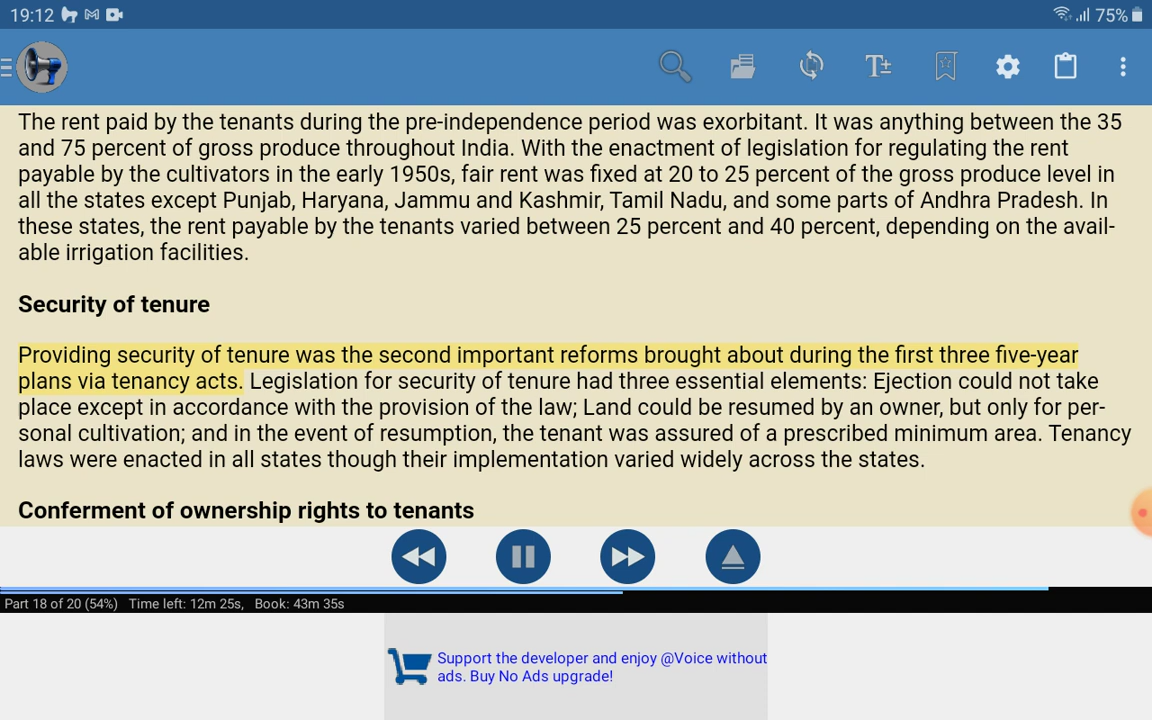 19:12
75%
The rent paid by the tenants during the pre-independence period was exorbitant. It was anything between the 35
and 75 percent of gross produce throughout India. With the enactment of legislation for regulating the rent
payable by the cultivators in the early 1950s, fair rent was fixed at 20 to 25 percent of the gross produce level in
all the states except Punjab, Haryana, Jammu and Kashmir, Tamil Nadu, and some parts of Andhra Pradesh. In
these states, the rent payable by the tenants varied between 25 percent and 40 percent, depending on the avail-
able irrigation facilities.
Security of tenure
Providing security of tenure was the second important reforms brought about during the first three five-year
plans via tenancy acts. Legislation for security of tenure had three essential elements: Ejection could not take
place except in accordance with the provision of the law; Land could be resumed by an owner, but only for per-
sonal cultivation; and in the event of resumption, the tenant was assured of a prescribed minimum area. Tenancy
laws were enacted in all states though their implementation varied widely across the states.
Conferment of ownership rights to tenants
Part 18 of 20 (54%) Time left: 12m 25s, Book: 43m 35s
Support the developer and enjoy @Voice without
ads. Buy No Ads upgrade!